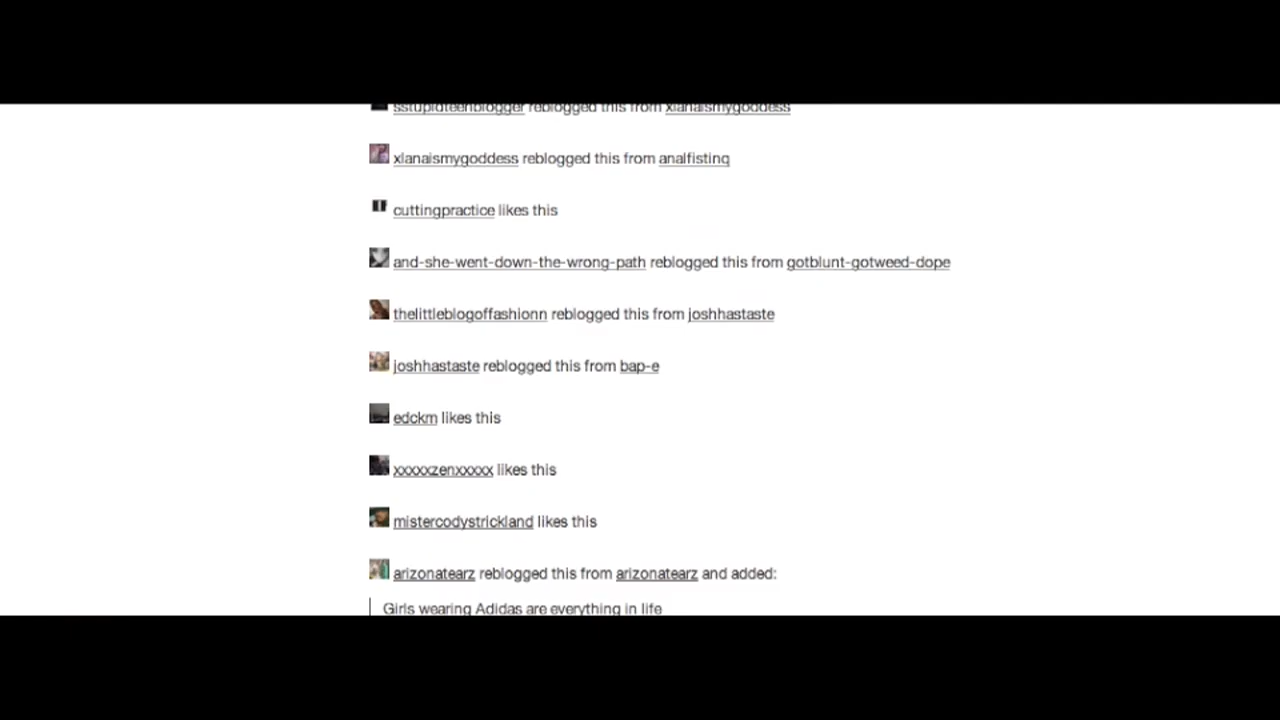 sstupidteenblogger reblogged this from xlanaismygoddess
xlanaismygoddess reblogged this from analfisting
cuttingpractice likes this
and-she-went-down-the-wrong-path reblogged this from gotblunt-gotweed-dope
thelittleblogoffashionn reblogged this from joshhastaste
joshhastaste reblogged this from bap-e
edckm likes this
xxxxxzenxxxxx likes this
mistercodystrickland likes this
arizonatearz reblogged this from arizonatearz and added:
Girls wearing Adidas are everything in life